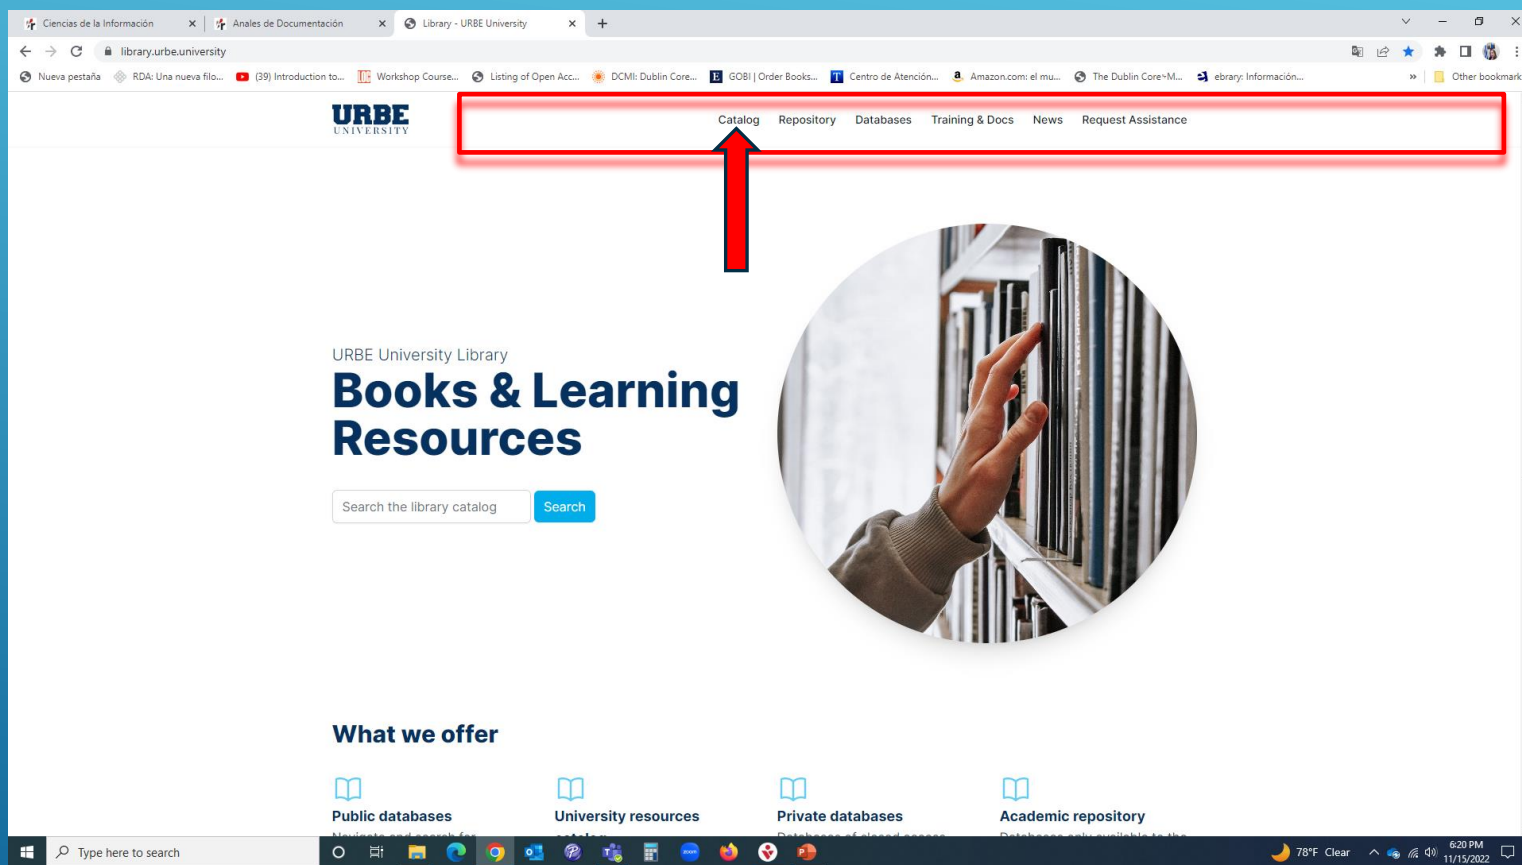 Ciencias de la Información
Anales de Documentación
Library - URBE University
library.urbe.university
Nueva pestaña
RDA: Una nueva filo...
(39) Introduction to...
Workshop Course...
Listing of Open Acc...
DCMI: Dublin Core...
GOBI | Order Books...
Centro de Atención...
Amazon.com: el mu...
The Dublin Core~M...
ebrary: Información...
Other bookmark
URBE
UNIVERSITY
Catalog Repository Databases Training & Docs News Request Assistance
URBE University Library
Books & Learning
Resources
Search the library catalog
Search
What we offer
Public databases
University resources
Private databases
Academic repository
Type here to search
78°F Clear
6:20 PM
11/15/2022